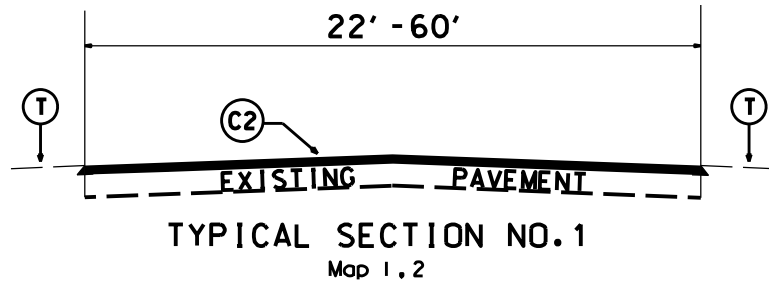 22' - 60'
T
T
C2
EXISTING PAVEMENT
TYPICAL SECTION NO. 1
Map 1, 2